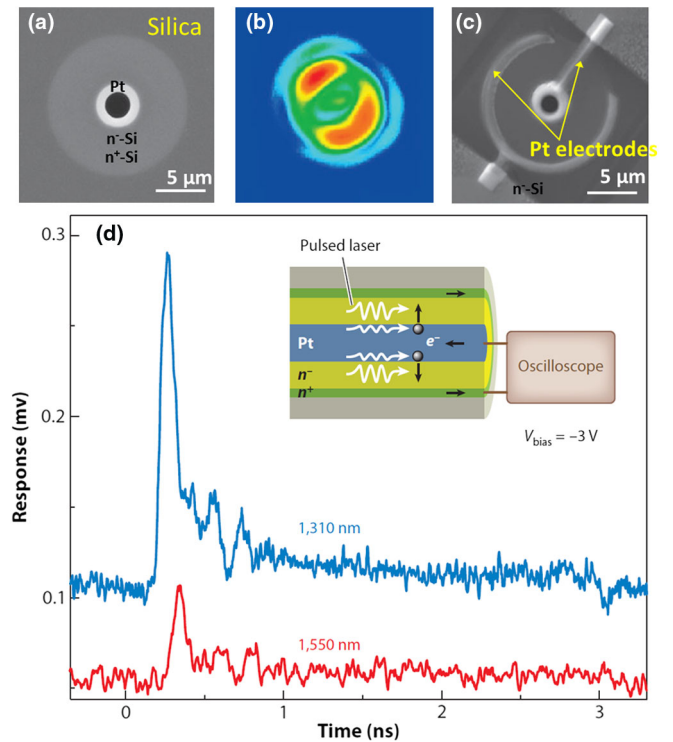 (a)
Silica
Pt
n⁻-Si
n⁺-Si
5 µm
(b)
(c)
Pt electrodes
n⁻-Si
5 µm
(d)
Response (mv)
0.3
0.2
0.1
Pulsed laser
Pt
e⁻
n⁻
n⁺
Oscilloscope
V_bias = –3 V
1,310 nm
1,550 nm
0
1
2
3
Time (ns)